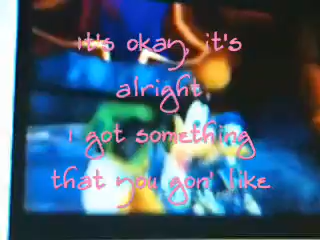 it's okay, it's
alright
i got something
that you gon' like